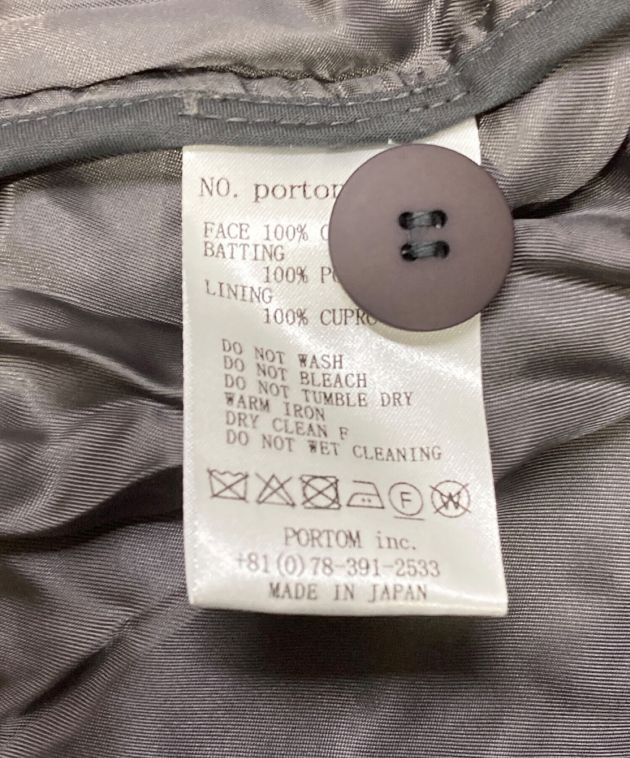 NO.
FACE 100%
BATTING
100%
LINING
100% CUPRO
DO NOT WASH
DO NOT BLEACH
DO NOT TUMBLE DRY
WARM IRON
DRY CLEAN F
DO NOT WET CLEANING
F W
PORTOM inc.
+81(0)78-391-2533
MADE IN JAPAN